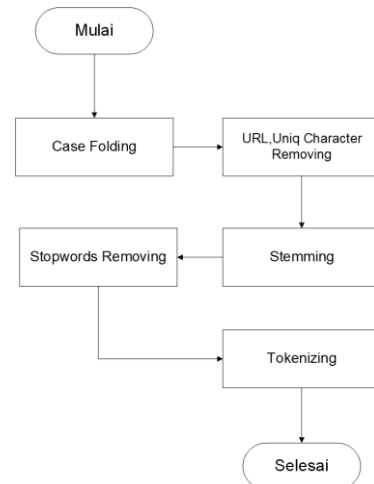 Mulai
Case Folding
URL,Uniq Character
Removing
Stemming
Stopwords Removing
Tokenizing
Selesai